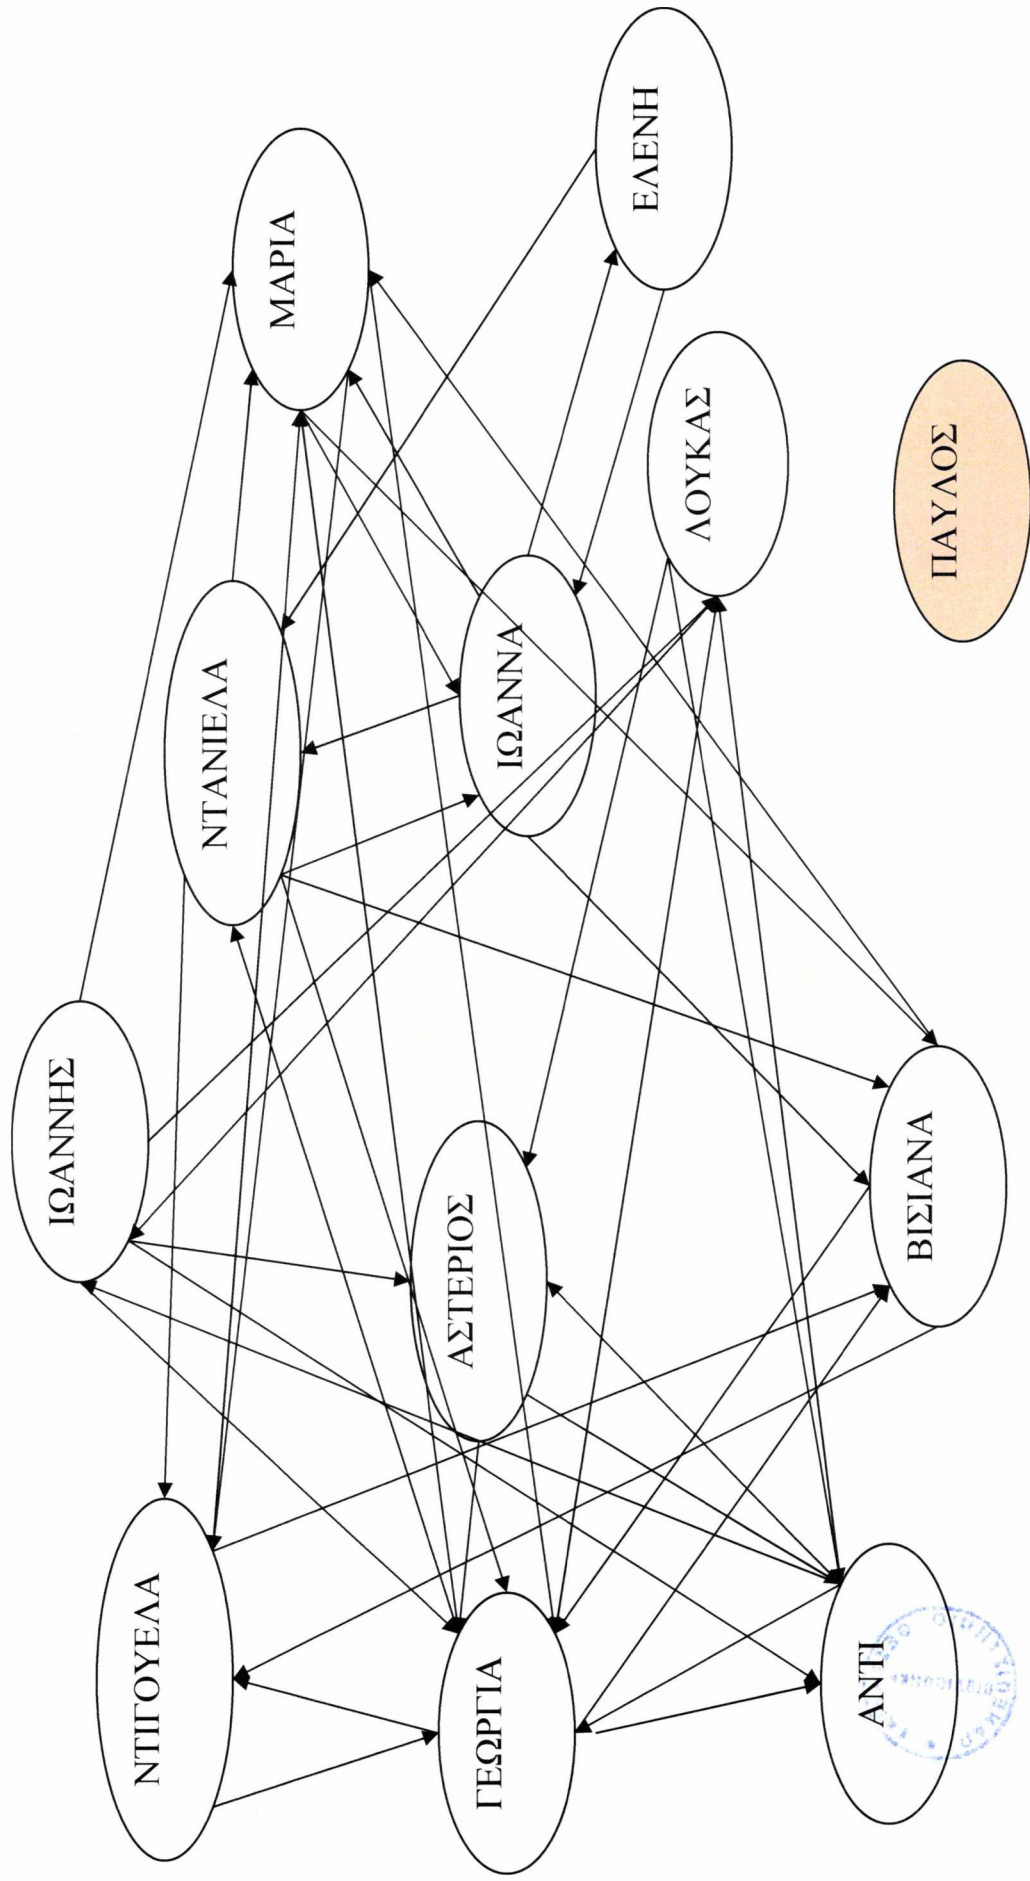 ΙΩΑΝΝΗΣ
ΝΤΑΝΙΕΛΑ
ΜΑΡΙΑ
ΝΤΙΓΟΥΕΛΑ
ΑΣΤΕΡΙΟΣ
ΙΩΑΝΝΑ
ΕΛΕΝΗ
ΓΕΩΡΓΙΑ
ΛΟΥΚΑΣ
ΑΝΤΙ
ΒΙΣΙΑΝΑ
ΠΑΥΛΟΣ